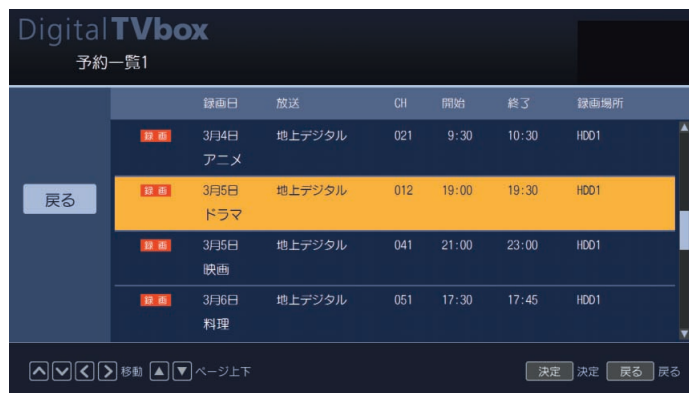 Digital TVbox
予約一覧1
録画日 放送 CH 開始 終了 録画場所
録画 3月4日 地上デジタル 021 9:30 10:30 HDD1
アニメ
戻る
録画 3月5日 地上デジタル 012 19:00 19:30 HDD1
ドラマ
録画 3月5日 地上デジタル 041 21:00 23:00 HDD1
映画
録画 3月6日 地上デジタル 051 17:30 17:45 HDD1
料理
移動 ページ上下 決定 決定 戻る 戻る